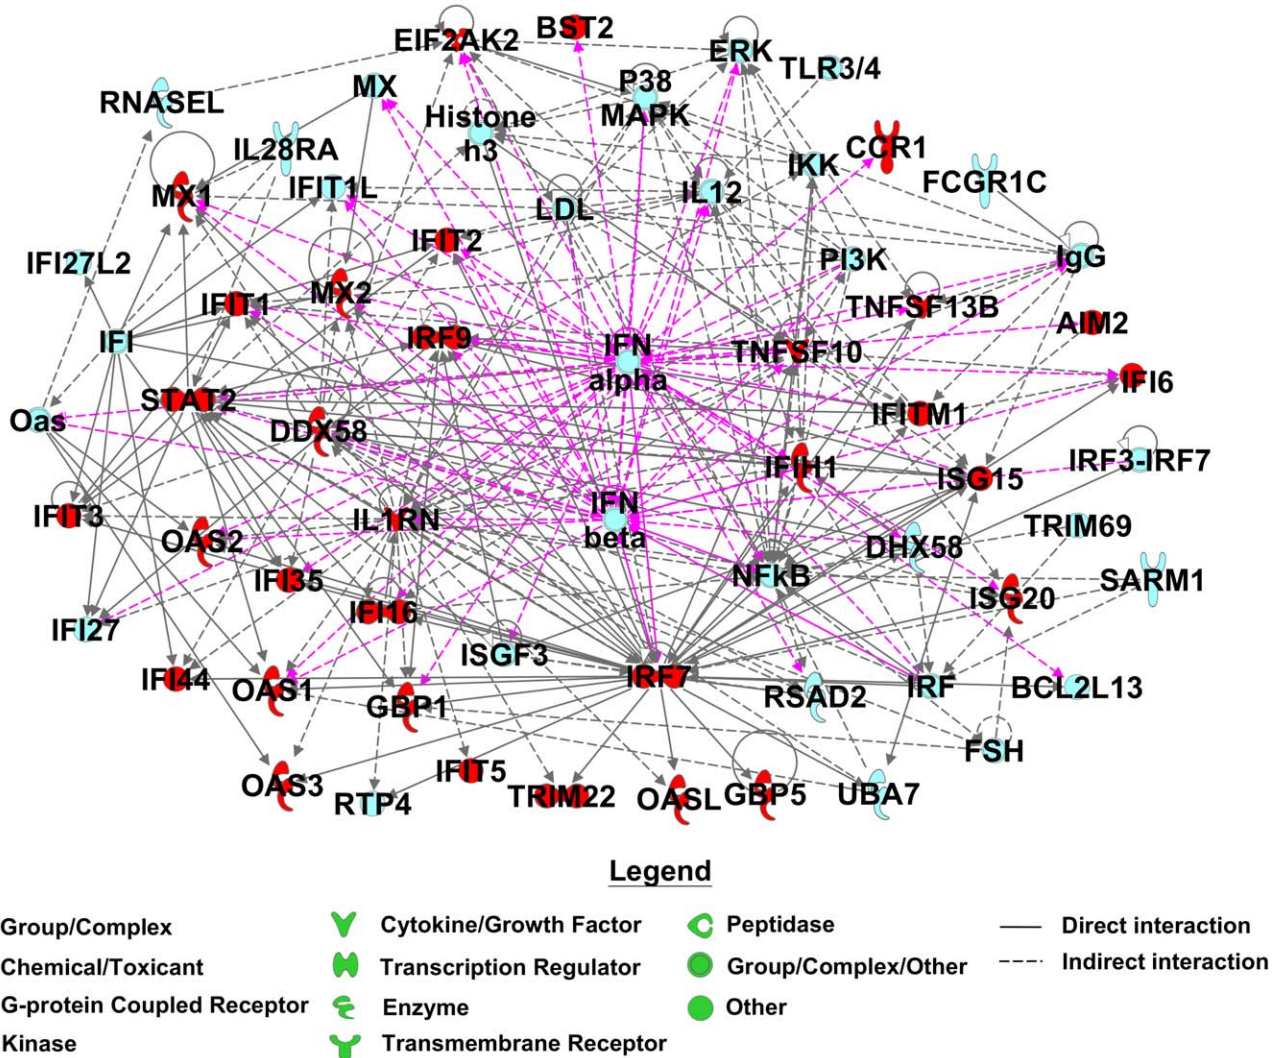 EIF2AK2
BST2
ERK
TLR3/4
MX
P38
MAPK
RNASEL
Histone
h3
IL28RA
CCR1
IKK
FCGR1C
MX1
IFIT1L
LDL
IL12
IFIT2
IFI27L2
PI3K
IgG
IFIT1
MX2
TNFSF13B
AIM2
IFI
IRF9
IFN
alpha
TNFSF10
IFI6
STAT2
Oas
DDX58
IFITM1
IFIH1
ISG15
IRF3-IRF7
IFIT3
IL1RN
IFN
beta
TRIM69
OAS2
DHX58
IFI35
NFkB
SARM1
ISG20
IFI16
IFI27
ISGF3
IFI44
OAS1
GBP1
IRF7
RSAD2
IRF
BCL2L13
FSH
OAS3
RTP4
IFIT5
TRIM22
OASL
GBP5
UBA7
Legend
Group/Complex
Cytokine/Growth Factor
Peptidase
Direct interaction
Chemical/Toxicant
Transcription Regulator
Group/Complex/Other
Indirect interaction
G-protein Coupled Receptor
Enzyme
Other
Kinase
Transmembrane Receptor